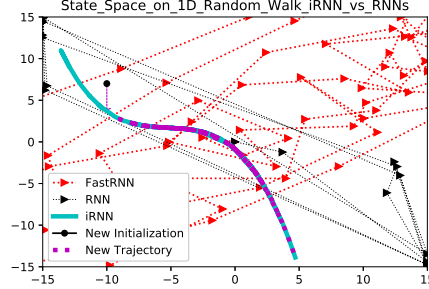 State_Space_on_1D_Random_Walk_iRNN_vs_RNNs
15
10
5
0
−5
−10
−15
FastRNN
RNN
iRNN
New Initialization
New Trajectory
−15 −10 −5 0 5 10 15